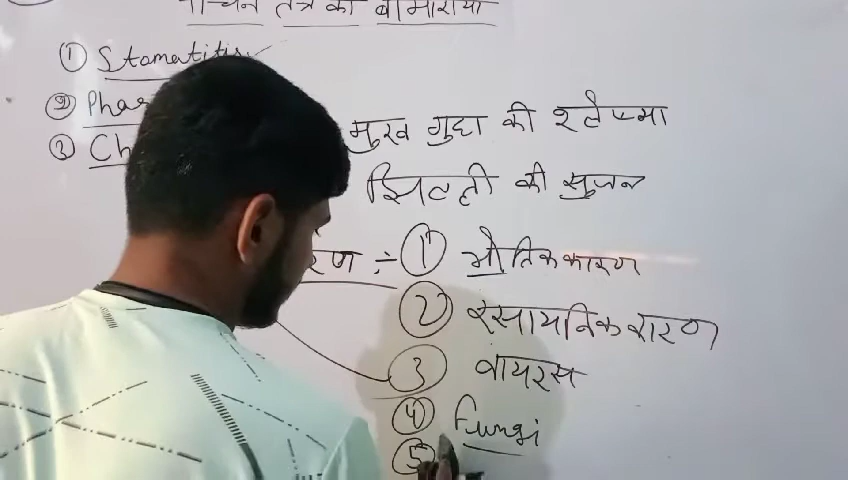 पाचन तंत्र की बीमारीयां
① Stomatitis
② Phar
③ Ch
मुख गुहा की श्लेष्मा
झिल्ली की सुजन
रण :- ① भौतिक कारण
② रसायनिक कारण
③ वायरस
④ Fungi
⑤